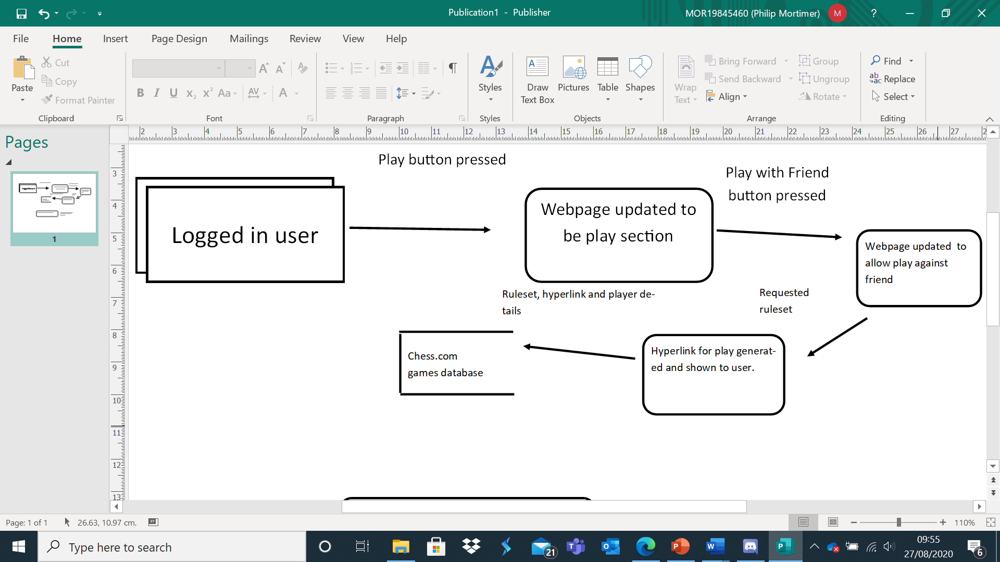 Publication1 - Publisher
MOR19845460 (Philip Mortimer)
M
?
File
Home
Insert
Page Design
Mailings
Review
View
Help
Paste
Cut
Copy
Format Painter
Clipboard
B I U X₂ X² Aa AV A
Font
Paragraph
Styles
Styles
Draw
Text Box
Pictures
Table
Shapes
Objects
Wrap
Text
Bring Forward
Send Backward
Align
Group
Ungroup
Rotate
Arrange
Find
Replace
Select
Editing
Pages
1
2 3 4 5 6 7 8 9 10 11 12 13 14 15 16 17 18 19 20 21 22 23 24 25 26 27
3
4
5
6
7
8
9
10
11
12
13
Play button pressed
Play with Friend
button pressed
Logged in user
Webpage updated to
be play section
Webpage updated to
allow play against
friend
Ruleset, hyperlink and player de-
tails
Requested
ruleset
Chess.com
games database
Hyperlink for play generat-
ed and shown to user.
Page: 1 of 1
26.63, 10.97 cm.
110%
Type here to search
21
09:55
27/08/2020
6